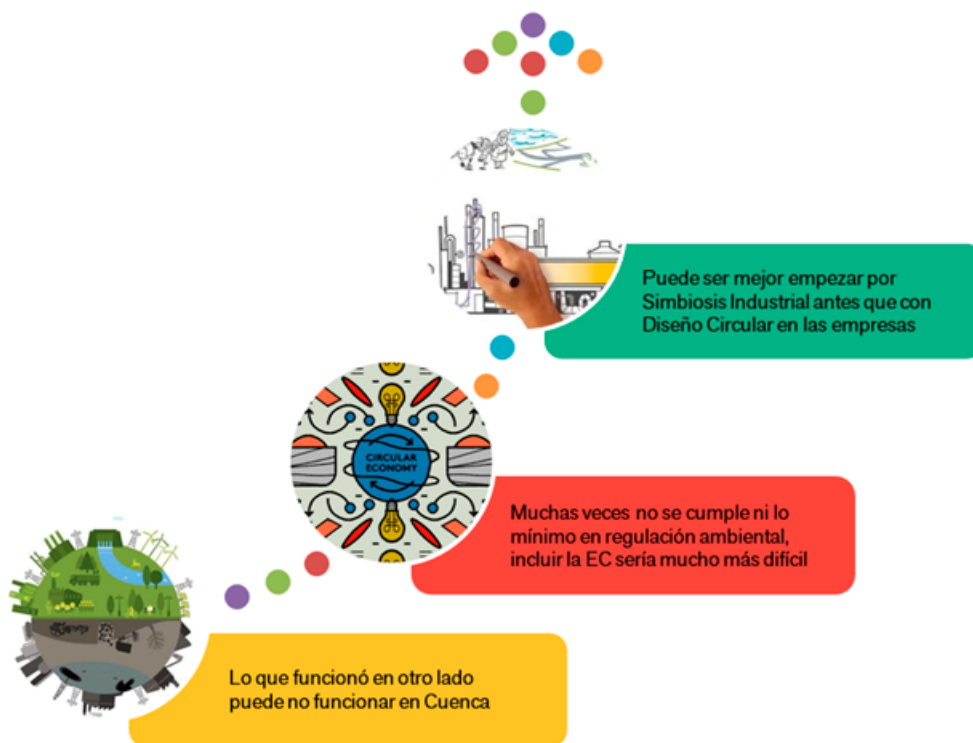 Puede ser mejor empezar por
Simbiosis Industrial antes que con
Diseño Circular en las empresas
CIRCULAR
ECONOMY
Muchas veces no se cumple ni lo
mínimo en regulación ambiental,
incluir la EC sería mucho más difícil
Lo que funcionó en otro lado
puede no funcionar en Cuenca